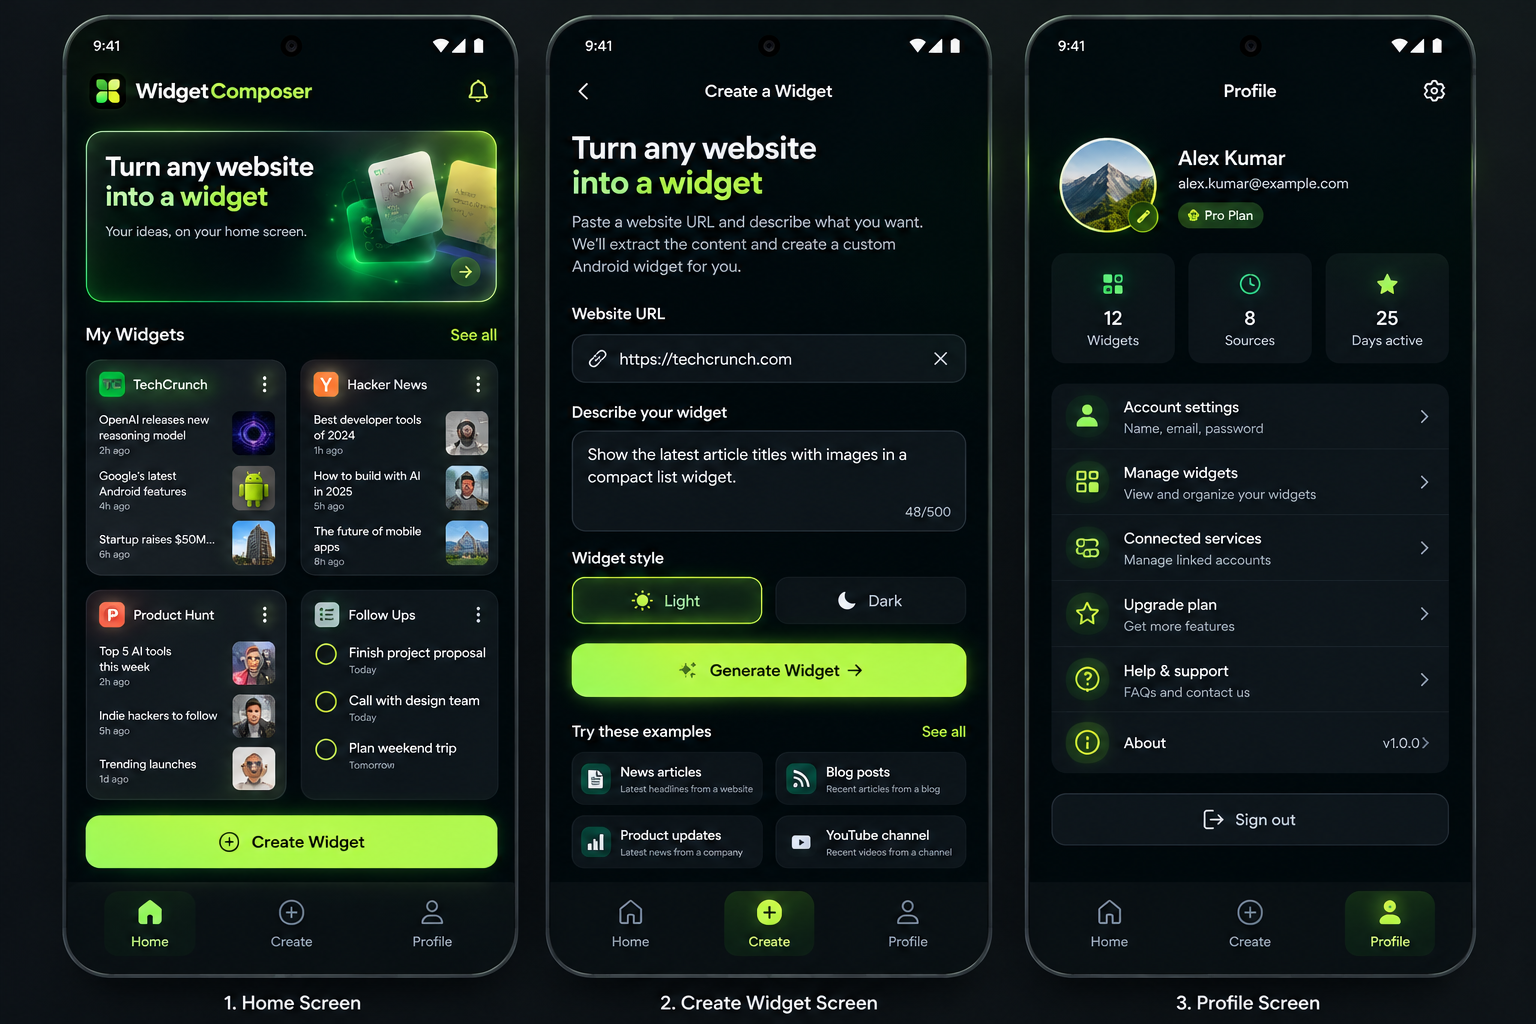 9:41
WidgetComposer
Turn any website
into a widget
Your ideas, on your home screen.
My Widgets
See all
TechCrunch
OpenAI releases new
reasoning model
2h ago
Google's latest
Android features
4h ago
Startup raises $50M...
6h ago
Y
Hacker News
Best developer tools
of 2024
1h ago
How to build with AI
in 2025
5h ago
The future of mobile
apps
8h ago
P
Product Hunt
Top 5 AI tools
this week
2h ago
Indie hackers to follow
5h ago
Trending launches
1d ago
Follow Ups
Finish project proposal
Today
Call with design team
Today
Plan weekend trip
Tomorrow
Create Widget
Home
Create
Profile
1. Home Screen
9:41
Create a Widget
Turn any website
into a widget
Paste a website URL and describe what you want.
We'll extract the content and create a custom
Android widget for you.
Website URL
https://techcrunch.com
Describe your widget
Show the latest article titles with images in a
compact list widget.
48/500
Widget style
Light
Dark
Generate Widget →
Try these examples
See all
News articles
Latest headlines from a website
Blog posts
Recent articles from a blog
Product updates
Latest news from a company
YouTube channel
Recent videos from a channel
Home
Create
Profile
2. Create Widget Screen
9:41
Profile
Alex Kumar
alex.kumar@example.com
Pro Plan
12
Widgets
8
Sources
25
Days active
Account settings
Name, email, password
Manage widgets
View and organize your widgets
Connected services
Manage linked accounts
Upgrade plan
Get more features
Help & support
FAQs and contact us
About
v1.0.0
Sign out
Home
Create
Profile
3. Profile Screen